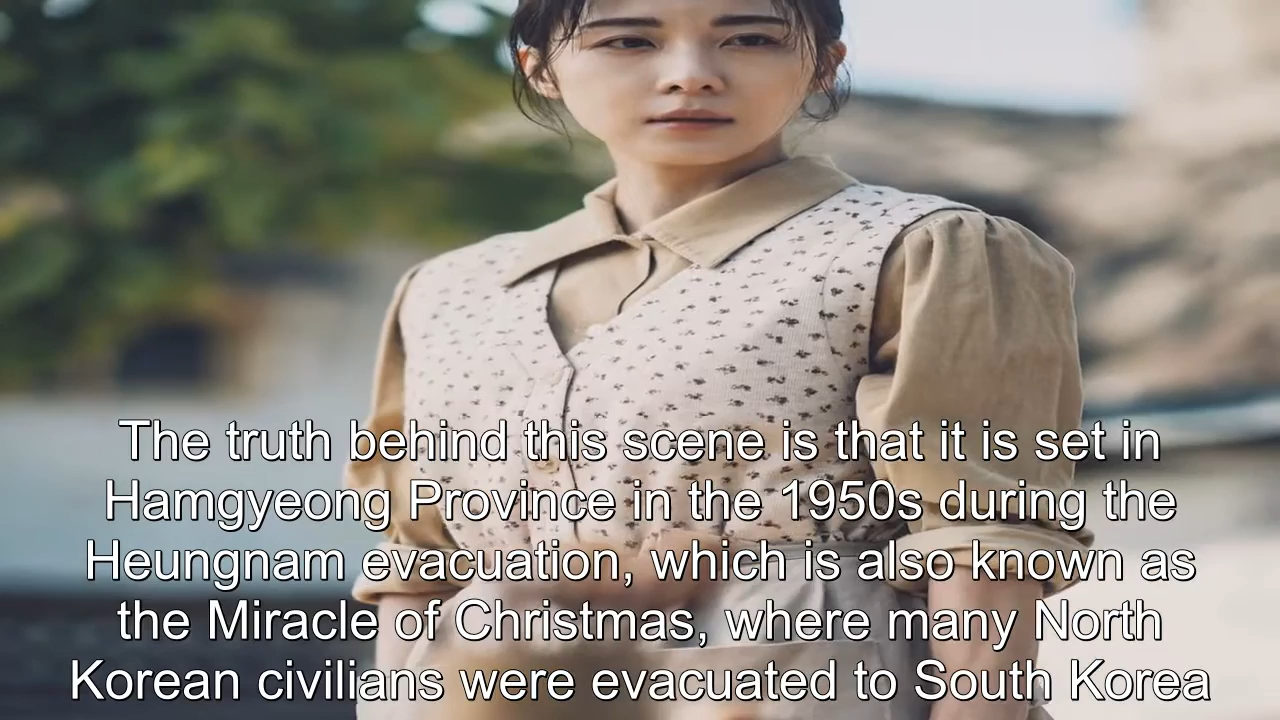 The truth behind this scene is that it is set in
Hamgyeong Province in the 1950s during the
Heungnam evacuation, which is also known as
the Miracle of Christmas, where many North
Korean civilians were evacuated to South Korea